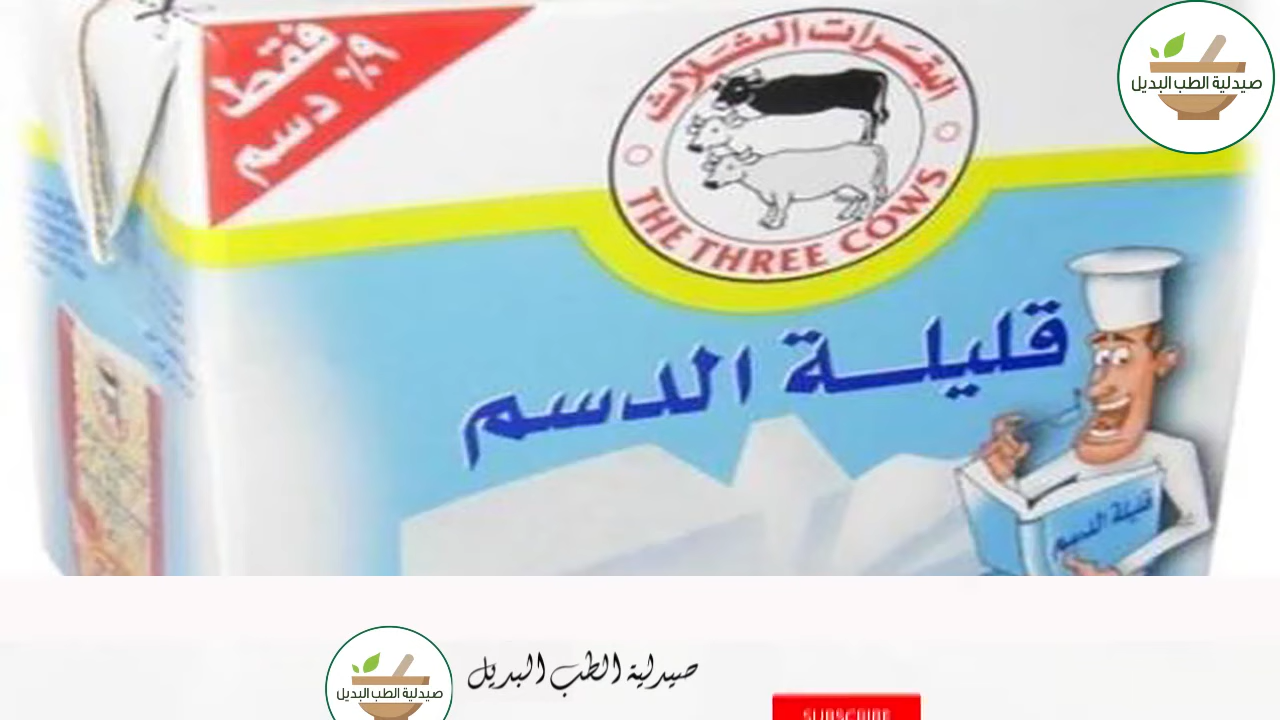 فقط
٩٪ دسم
البقرات الثلاث
THE THREE COWS
صيدلية الطب البديل
قليلة الدسم
قليلة الدسم
صيدلية الطب البديل
صيدلية الطب البديل
SUBSCRIBE